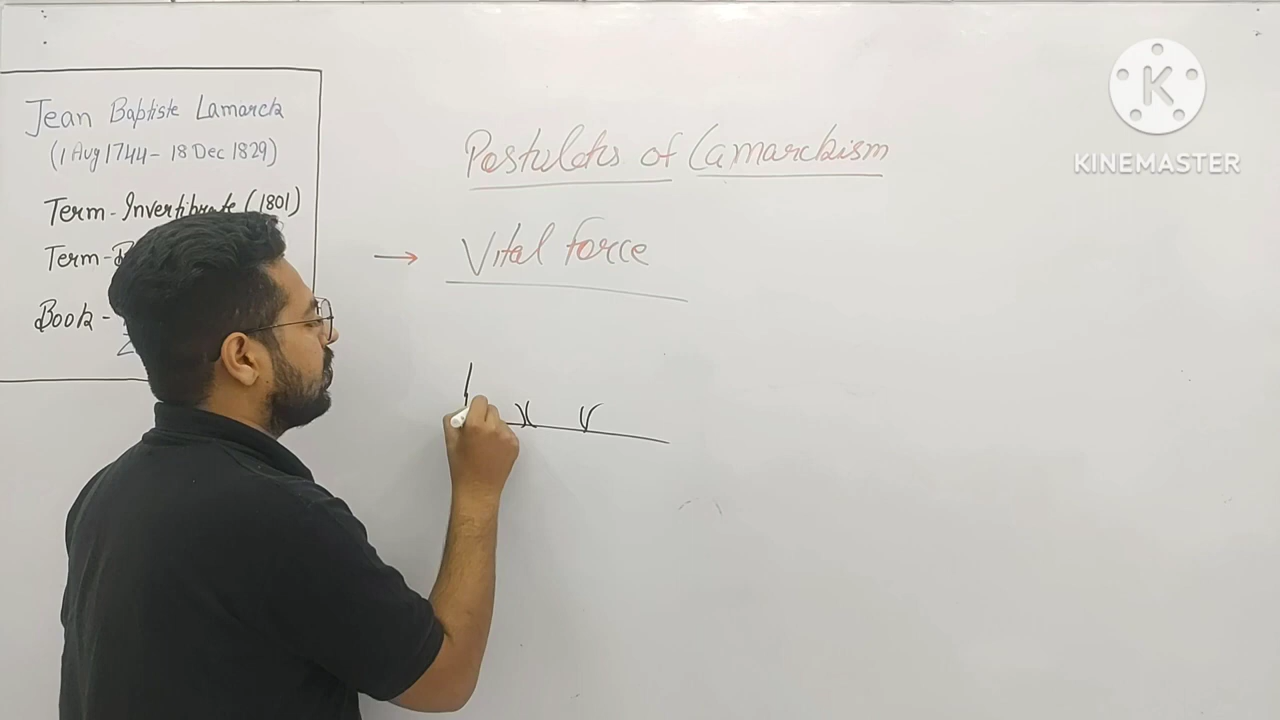 Jean Baptiste Lamarck
(1 Aug 1744 - 18 Dec 1829)
Term - Invertibrate (1801)
Term -
Book -
Postulates of Lamarckism
→ Vital force
K
KINEMASTER